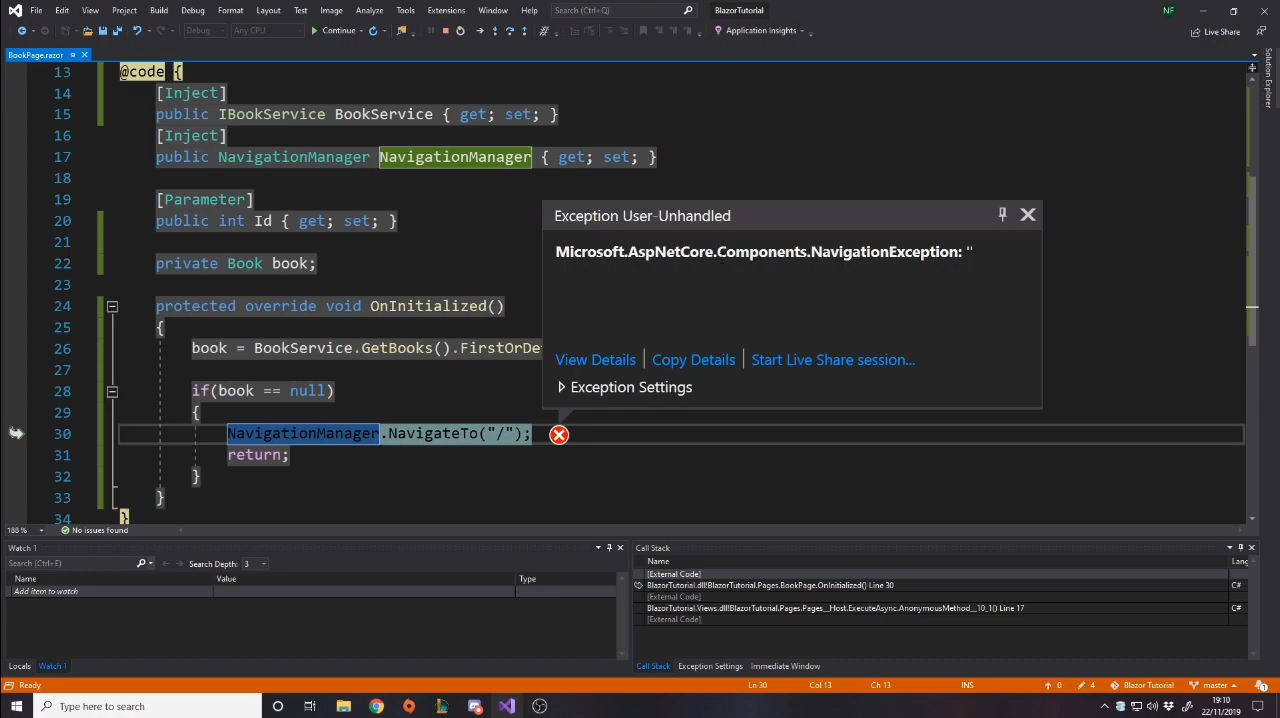 File Edit View Project Build Debug Format Layout Test Analyze Tools Extensions Window Help Search (Ctrl+Q) BlazorTutorial NF
Debug Any CPU Continue Application Insights Live Share
BookPage.razor
Solution Explorer
13 @code {
14 [Inject]
15 public IBookService BookService { get; set; }
16 [Inject]
17 public NavigationManager NavigationManager { get; set; }
18
19 [Parameter]
20 public int Id { get; set; }
21
22 private Book book;
23
24 protected override void OnInitialized()
25 {
26 book = BookService.GetBooks().FirstOrDe
27
28 if(book == null)
29 {
30 NavigationManager.NavigateTo("/");
31 return;
32 }
33 }
34 }
Exception User-Unhandled
Microsoft.AspNetCore.Components.NavigationException: ''
View Details | Copy Details | Start Live Share session...
Exception Settings
188 % No issues found
Watch 1
Search (Ctrl+E) Search Depth: 3
Name Value Type
Add item to watch
Locals Watch 1
Call Stack
Name Lang
[External Code]
BlazorTutorial.dll!BlazorTutorial.Pages.BookPage.OnInitialized() Line 30 C#
[External Code]
BlazorTutorial.Views.dll!BlazorTutorial.Pages.Pages__Host.ExecuteAsync.AnonymousMethod__10_1() Line 17 C#
[External Code]
Call Stack Exception Settings Immediate Window
Ready Ln 30 Col 13 Ch 13 INS 0 4 Blazor Tutorial master 1
Type here to search
19:10
22/11/2019